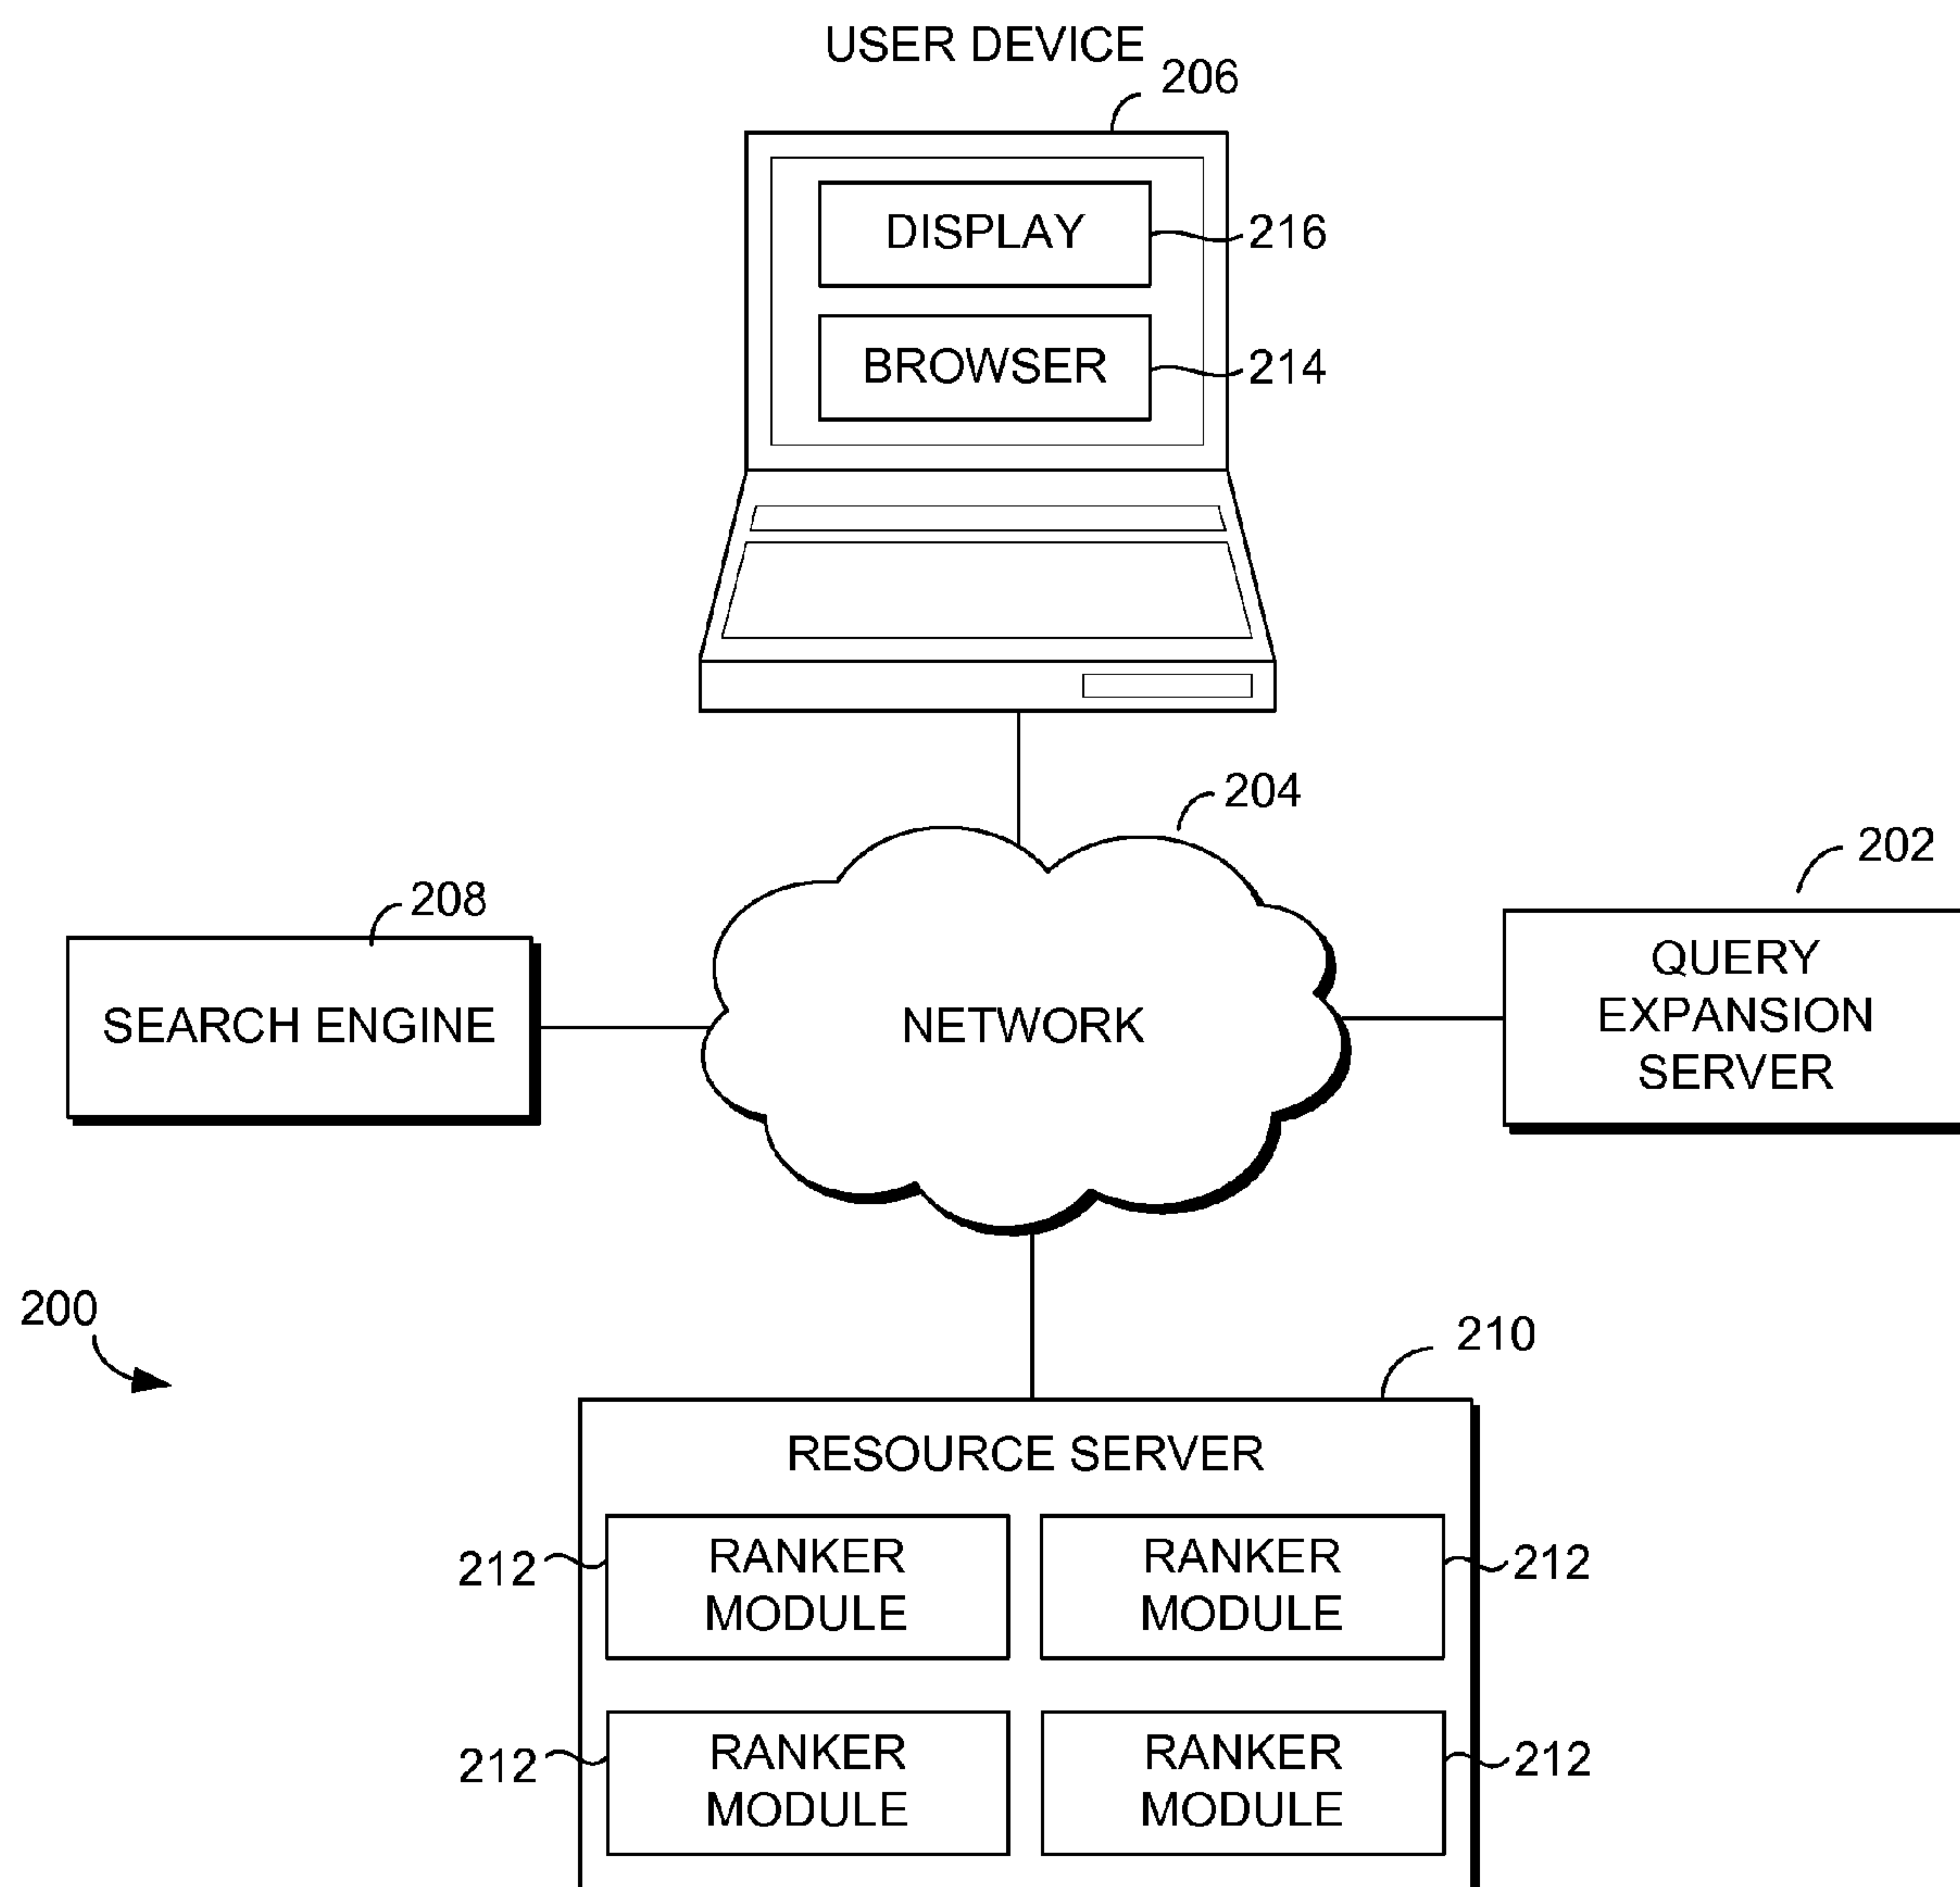 USER DEVICE
206
DISPLAY
216
BROWSER
214
204
202
208
QUERY
EXPANSION
SERVER
SEARCH ENGINE
NETWORK
200
210
RESOURCE SERVER
212
RANKER
MODULE
RANKER
MODULE
212
212
RANKER
MODULE
RANKER
MODULE
212